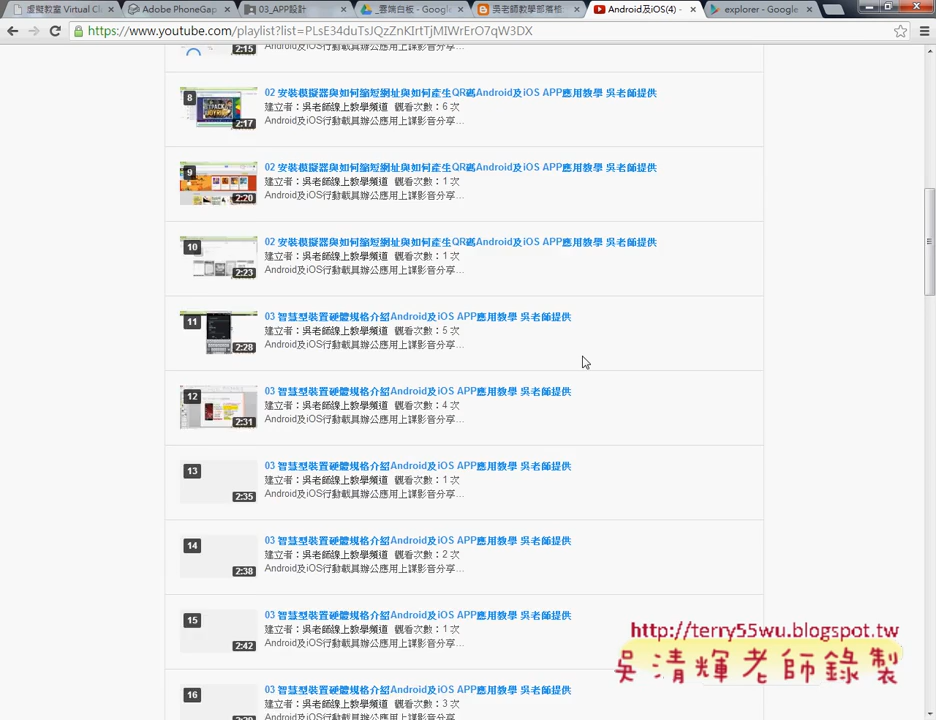 虛擬教室 Virtual Cl
Adobe PhoneGap
03_APP設計
_雲端白板 - Google
吳老師教學部落格
Android及iOS(4) -
explorer - Google
https://www.youtube.com/playlist?list=PLsE34duTsJQzZnKIrtTjMIWrErO7qW3DX
2:15
Android及iOS行動載具辦公應用上課影音分享...
8
2:17
02 安裝模擬器與如何縮短網址與如何產生QR碼Android及iOS APP應用教學 吳老師提供
建立者：吳老師線上教學頻道 觀看次數：6 次
Android及iOS行動載具辦公應用上課影音分享...
9
2:20
02 安裝模擬器與如何縮短網址與如何產生QR碼Android及iOS APP應用教學 吳老師提供
建立者：吳老師線上教學頻道 觀看次數：1 次
Android及iOS行動載具辦公應用上課影音分享...
10
2:23
02 安裝模擬器與如何縮短網址與如何產生QR碼Android及iOS APP應用教學 吳老師提供
建立者：吳老師線上教學頻道 觀看次數：1 次
Android及iOS行動載具辦公應用上課影音分享...
11
2:28
03 智慧型裝置硬體規格介紹Android及iOS APP應用教學 吳老師提供
建立者：吳老師線上教學頻道 觀看次數：5 次
Android及iOS行動載具辦公應用上課影音分享...
12
2:31
03 智慧型裝置硬體規格介紹Android及iOS APP應用教學 吳老師提供
建立者：吳老師線上教學頻道 觀看次數：4 次
Android及iOS行動載具辦公應用上課影音分享...
13
2:35
03 智慧型裝置硬體規格介紹Android及iOS APP應用教學 吳老師提供
建立者：吳老師線上教學頻道 觀看次數：1 次
Android及iOS行動載具辦公應用上課影音分享...
14
2:38
03 智慧型裝置硬體規格介紹Android及iOS APP應用教學 吳老師提供
建立者：吳老師線上教學頻道 觀看次數：2 次
Android及iOS行動載具辦公應用上課影音分享...
15
2:42
03 智慧型裝置硬體規格介紹Android及iOS APP應用教學 吳老師提供
建立者：吳老師線上教學頻道 觀看次數：1 次
Android及iOS行動載具辦公應用上課影音分享...
16
03 智慧型裝置硬體規格介紹Android及iOS APP應用教學 吳老師提供
建立者：吳老師線上教學頻道 觀看次數：3 次
http://terry55wu.blogspot.tw
吳清輝老師錄製